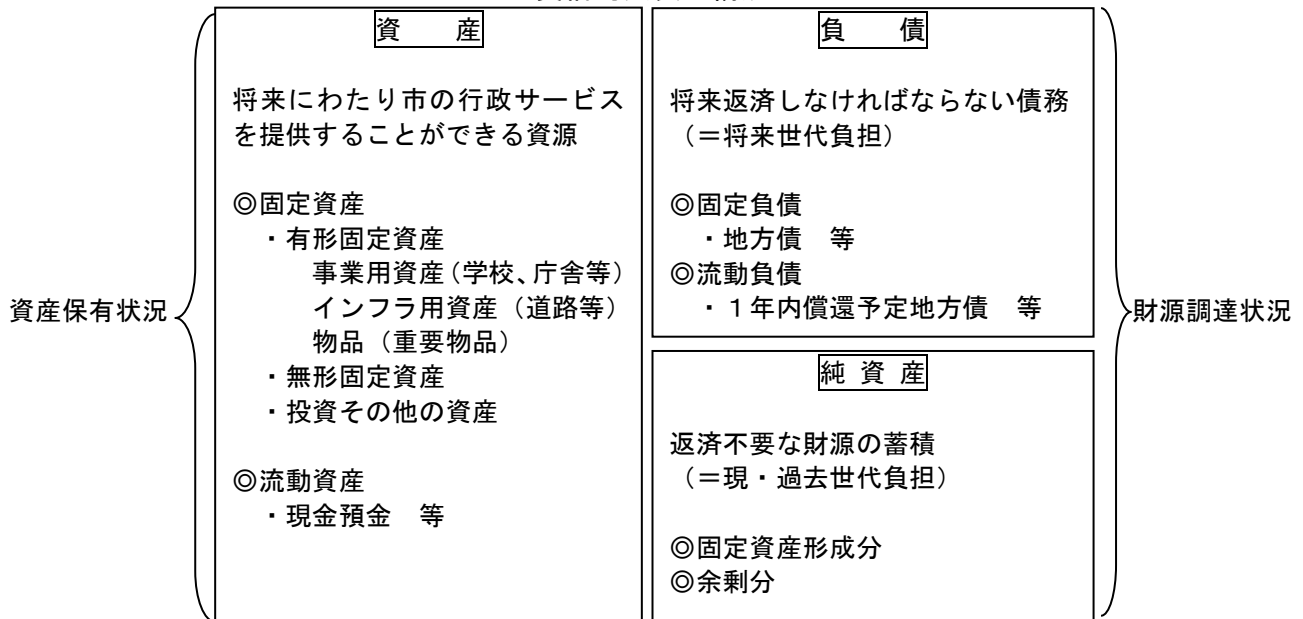 資産保有状況
資　　産
将来にわたり市の行政サービス
を提供することができる資源
◎固定資産
・有形固定資産
事業用資産（学校、庁舎等）
インフラ用資産（道路等）
物品（重要物品）
・無形固定資産
・投資その他の資産
◎流動資産
・現金預金　等
負　　債
将来返済しなければならない債務
（＝将来世代負担）
◎固定負債
・地方債　等
◎流動負債
・１年内償還予定地方債　等
純 資 産
返済不要な財源の蓄積
（＝現・過去世代負担）
◎固定資産形成分
◎余剰分
財源調達状況